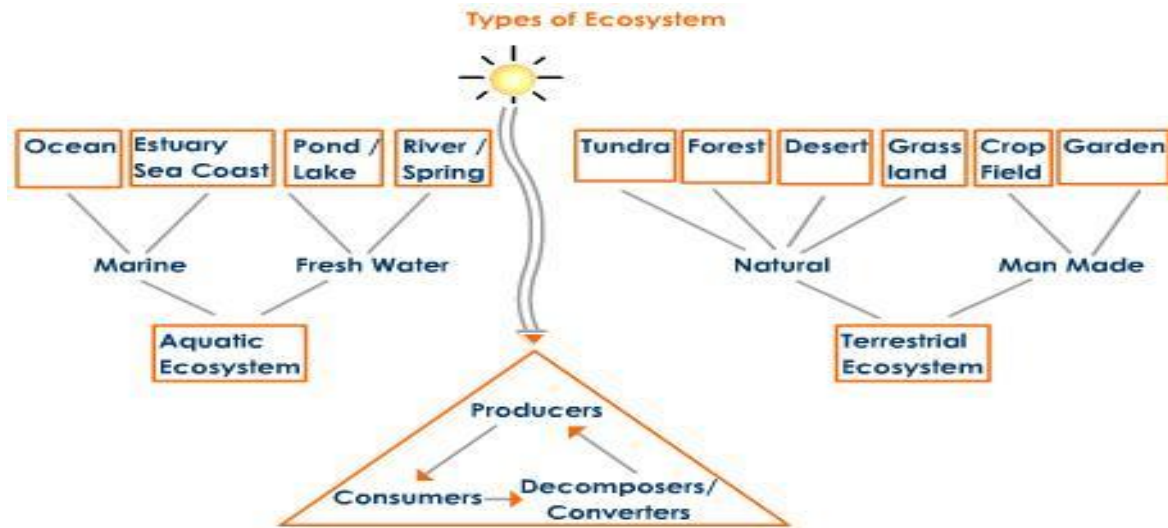 Types of Ecosystem
Ocean
Estuary
Sea Coast
Pond /
Lake
River /
Spring
Tundra
Forest
Desert
Grass
land
Crop
Field
Garden
Marine
Fresh Water
Natural
Man Made
Aquatic
Ecosystem
Terrestrial
Ecosystem
Producers
Consumers
Decomposers/
Converters